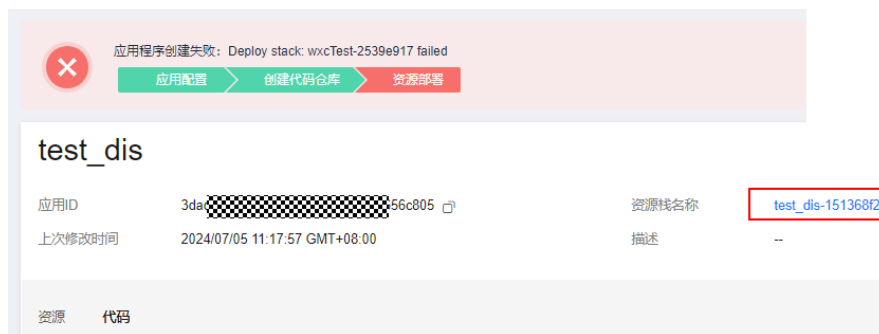 应用程序创建失败：Deploy stack: wxcTest-2539e917 failed
应用配置 创建代码仓库 资源部署
test_dis
应用ID 3dac 56c805 资源栈名称 test_dis-151368f2
上次修改时间 2024/07/05 11:17:57 GMT+08:00 描述 --
资源 代码